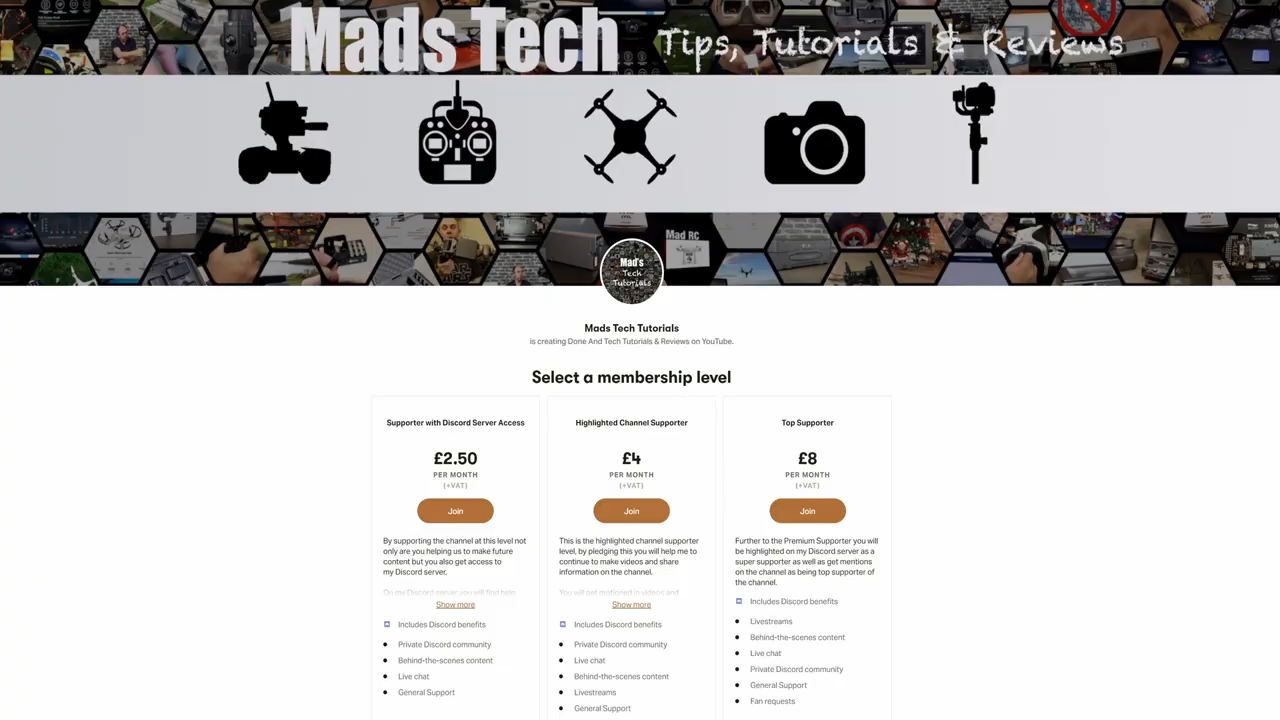 Mads Tech Tips, Tutorials & Reviews
Mad RC
Mad's
Tech
Tutorials
Mads Tech Tutorials
is creating Done And Tech Tutorials & Reviews on YouTube.
Select a membership level
Supporter with Discord Server Access
£2.50
PER MONTH
(+VAT)
Join
By supporting the channel at this level not
only are you helping us to make future
content but you also get access to
my Discord server.
On my Discord server you will find help
Show more
Includes Discord benefits
Private Discord community
Behind-the-scenes content
Live chat
General Support
Highlighted Channel Supporter
£4
PER MONTH
(+VAT)
Join
This is the highlighted channel supporter
level, by pledging this you will help me to
continue to make videos and share
information on the channel.
You will get motioned in videos and
Show more
Includes Discord benefits
Private Discord community
Live chat
Behind-the-scenes content
Livestreams
General Support
Top Supporter
£8
PER MONTH
(+VAT)
Join
Further to the Premium Supporter you will
be highlighted on my Discord server as a
super supporter as well as get mentions
on the channel as being top supporter of
the channel.
Includes Discord benefits
Livestreams
Behind-the-scenes content
Live chat
Private Discord community
General Support
Fan requests